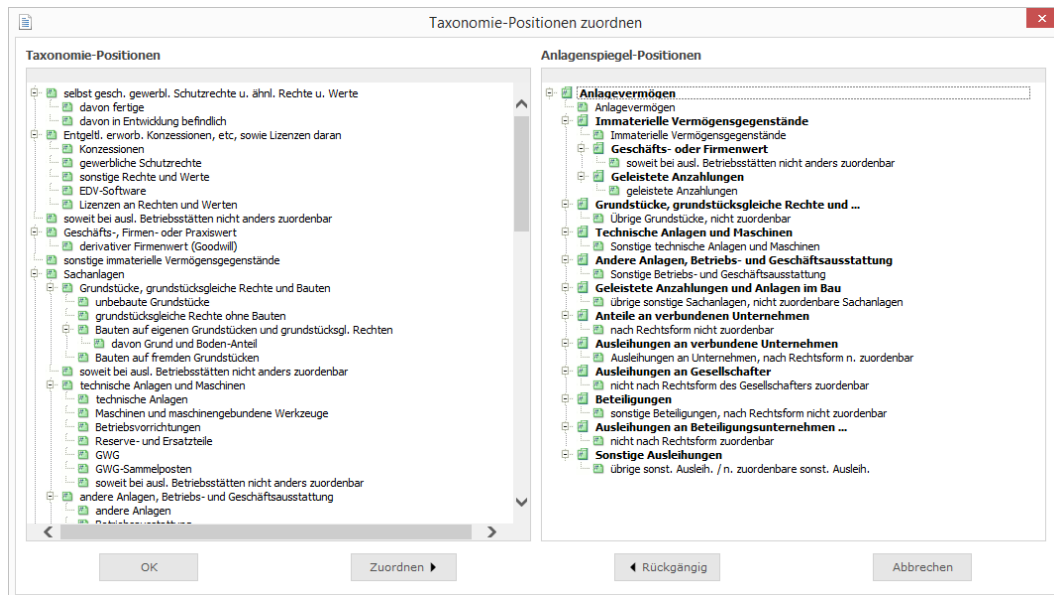 Taxonomie-Positionen zuordnen
Taxonomie-Positionen
selbst gesch. gewerbl. Schutzrechte u. ähnl. Rechte u. Werte
davon fertige
davon in Entwicklung befindlich
Entgeltl. erworb. Konzessionen, etc, sowie Lizenzen daran
Konzessionen
gewerbliche Schutzrechte
sonstige Rechte und Werte
EDV-Software
Lizenzen an Rechten und Werten
soweit bei ausl. Betriebsstätten nicht anders zuordenbar
Geschäfts-, Firmen- oder Praxiswert
derivativer Firmenwert (Goodwill)
sonstige immaterielle Vermögensgegenstände
Sachanlagen
Grundstücke, grundstücksgleiche Rechte und Bauten
unbebaute Grundstücke
grundstücksgleiche Rechte ohne Bauten
Bauten auf eigenen Grundstücken und grundstücksgl. Rechten
davon Grund und Boden-Anteil
Bauten auf fremden Grundstücken
soweit bei ausl. Betriebsstätten nicht anders zuordenbar
technische Anlagen und Maschinen
technische Anlagen
Maschinen und maschinengebundene Werkzeuge
Betriebsvorrichtungen
Reserve- und Ersatzteile
GWG
GWG-Sammelposten
soweit bei ausl. Betriebsstätten nicht anders zuordenbar
andere Anlagen, Betriebs- und Geschäftsausstattung
andere Anlagen
Betriebsausstattung
Anlagenspiegel-Positionen
Anlagevermögen
Anlagevermögen
Immaterielle Vermögensgegenstände
Immaterielle Vermögensgegenstände
Geschäfts- oder Firmenwert
soweit bei ausl. Betriebsstätten nicht anders zuordenbar
Geleistete Anzahlungen
geleistete Anzahlungen
Grundstücke, grundstücksgleiche Rechte und ...
Übrige Grundstücke, nicht zuordenbar
Technische Anlagen und Maschinen
Sonstige technische Anlagen und Maschinen
Andere Anlagen, Betriebs- und Geschäftsausstattung
Sonstige Betriebs- und Geschäftsausstattung
Geleistete Anzahlungen und Anlagen im Bau
übrige sonstige Sachanlagen, nicht zuordenbare Sachanlagen
Anteile an verbundenen Unternehmen
nach Rechtsform nicht zuordenbar
Ausleihungen an verbundene Unternehmen
Ausleihungen an Unternehmen, nach Rechtsform n. zuordenbar
Ausleihungen an Gesellschafter
nicht nach Rechtsform des Gesellschafters zuordenbar
Beteiligungen
sonstige Beteiligungen, nach Rechtsform nicht zuordenbar
Ausleihungen an Beteiligungsunternehmen ...
nicht nach Rechtsform zuordenbar
Sonstige Ausleihungen
übrige sonst. Ausleih. / n. zuordenbare sonst. Ausleih.
OK
Zuordnen
Rückgängig
Abbrechen